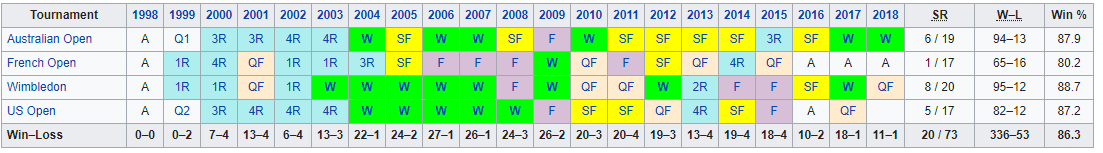 Tournament 1998 1999 2000 2001 2002 2003 2004 2005 2006 2007 2008 2009 2010 2011 2012 2013 2014 2015 2016 2017 2018 SR W–L Win %
Australian Open A Q1 3R 3R 4R 4R W SF W W SF F W SF SF SF SF 3R SF W W 6 / 19 94–13 87.9
French Open A 1R 4R QF 1R 1R 3R SF F F F W QF F SF QF 4R QF A A A 1 / 17 65–16 80.2
Wimbledon A 1R 1R QF 1R W W W W W F W QF QF W 2R F F SF W QF 8 / 20 95–12 88.7
US Open A Q2 3R 4R 4R 4R W W W W W F SF SF QF 4R SF F A QF 5 / 17 82–12 87.2
Win–Loss 0–0 0–2 7–4 13–4 6–4 13–3 22–1 24–2 27–1 26–1 24–3 26–2 20–3 20–4 19–3 13–4 19–4 18–4 10–2 18–1 11–1 20 / 73 336–53 86.3